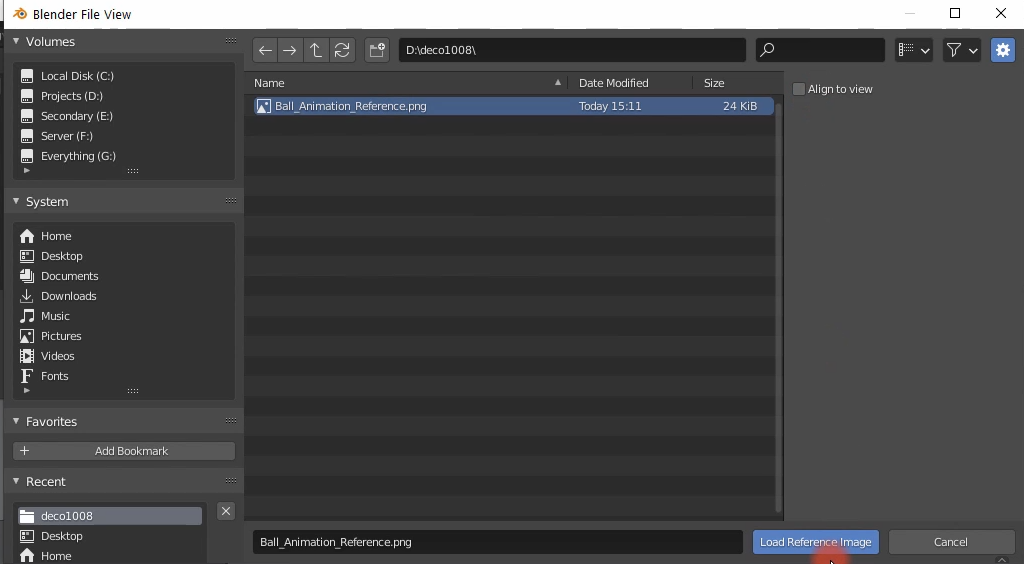 Blender File View
Volumes
Local Disk (C:)
Projects (D:)
Secondary (E:)
Server (F:)
Everything (G:)
System
Home
Desktop
Documents
Downloads
Music
Pictures
Videos
Fonts
Favorites
Add Bookmark
Recent
deco1008
Desktop
Home
D:\deco1008\
Name Date Modified Size
Ball_Animation_Reference.png Today 15:11 24 KiB
Align to view
Ball_Animation_Reference.png Load Reference Image Cancel